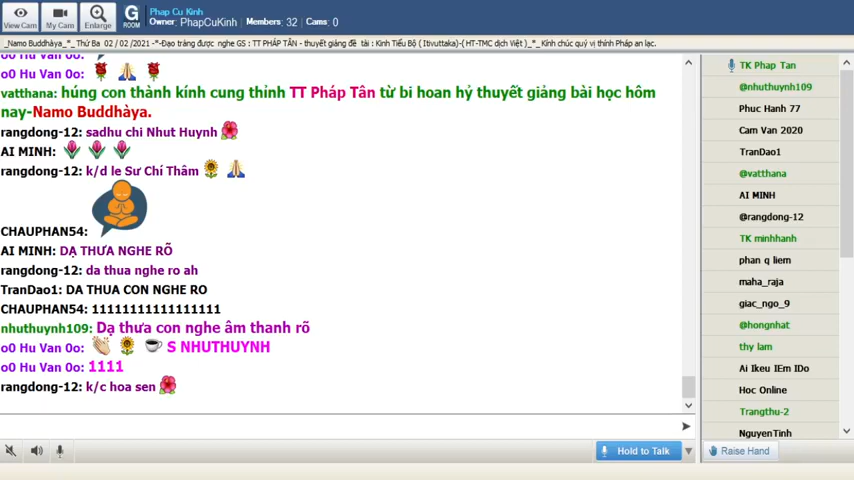 View Cam
My Cam
Enlarge
G
ROOM
Phap Cu Kinh
Owner: PhapCuKinh Members: 32 Cams: 0
_Namo Buddhàya_*_ Thứ Ba 02 / 02 /2021 -*-Đạo tràng được nghe GS : TT PHÁP TÂN - thuyết giảng đề tài : Kinh Tiểu Bộ ( Itivuttaka)-( HT-TMC dịch Việt )_*_ Kính chúc quý vị thính Pháp an lạc.
o0 Hu Van 0o:
o0 Hu Van 0o:
vatthana: húng con thành kính cung thỉnh TT Pháp Tân từ bi hoan hỷ thuyết giảng bài học hôm
nay-Namo Buddhàya.
rangdong-12: sadhu chi Nhut Huynh
AI MINH:
rangdong-12: k/d le Sư Chí Thâm
CHAUPHAN54:
AI MINH: DẠ THƯA NGHE RÕ
rangdong-12: da thua nghe ro ah
TranDao1: DA THUA CON NGHE RO
CHAUPHAN54: 11111111111111111
nhuthuynh109: Dạ thưa con nghe âm thanh rõ
o0 Hu Van 0o: S NHUTHUYNH
o0 Hu Van 0o: 1111
rangdong-12: k/c hoa sen
Hold to Talk
TK Phap Tan
@nhuthuynh109
Phuc Hanh 77
Cam Van 2020
TranDao1
@vatthana
AI MINH
@rangdong-12
TK minhhanh
phan q liem
maha_raja
giac_ngo_9
@hongnhat
thy lam
Ai Ikeu IEm IDo
Hoc Online
Trangthu-2
NguyenTinh
Raise Hand